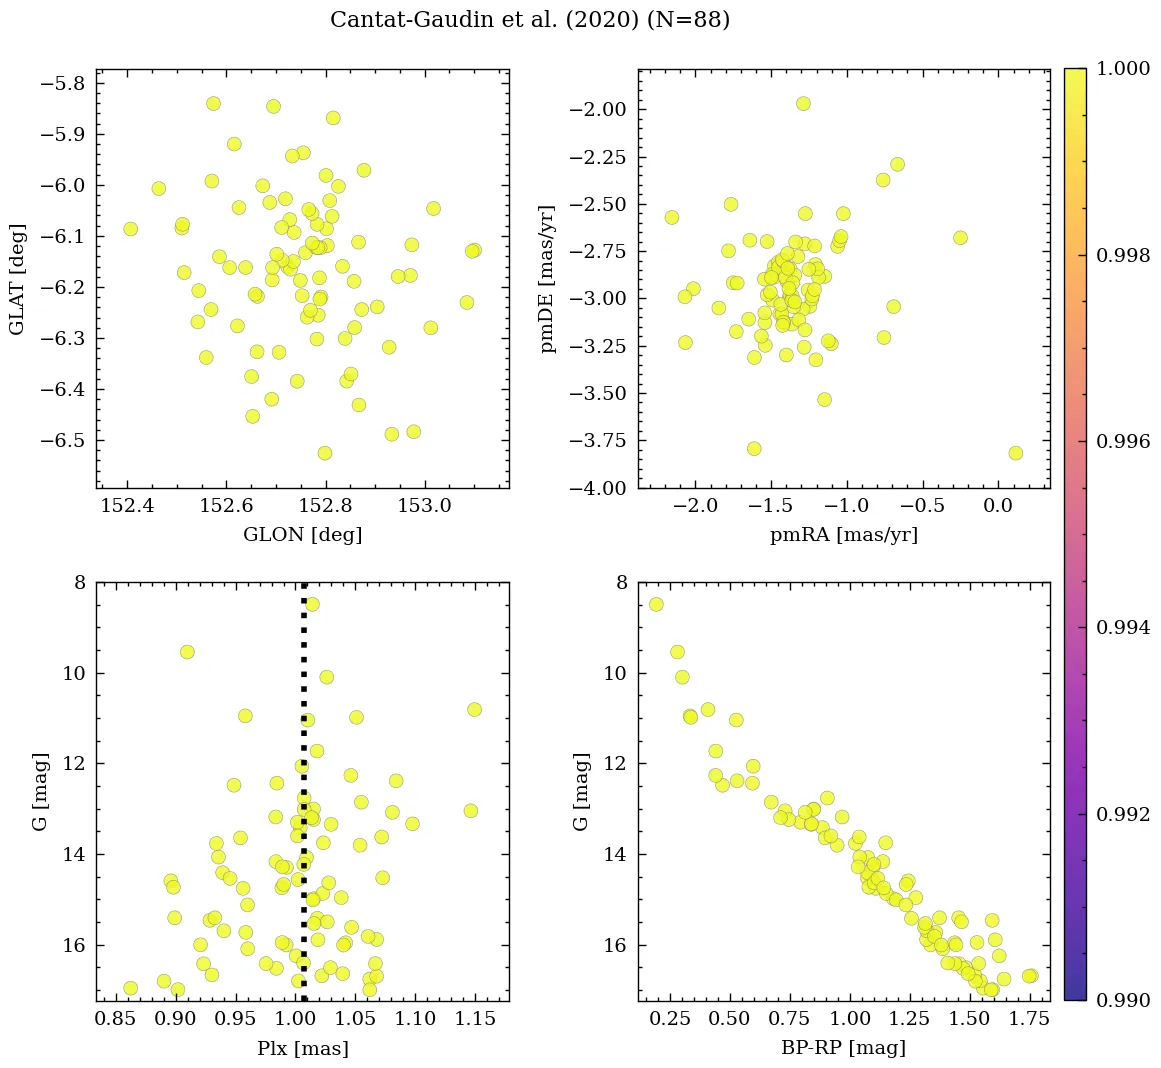 Cantat-Gaudin et al. (2020) (N=88)
−5.8
−5.9
−6.0
−6.1
−6.2
−6.3
−6.4
−6.5
GLAT [deg]
152.4 152.6 152.8 153.0
GLON [deg]
−2.00
−2.25
−2.50
−2.75
−3.00
−3.25
−3.50
−3.75
−4.00
pmDE [mas/yr]
−2.0 −1.5 −1.0 −0.5 0.0
pmRA [mas/yr]
8
10
12
14
16
G [mag]
0.85 0.90 0.95 1.00 1.05 1.10 1.15
Plx [mas]
8
10
12
14
16
G [mag]
0.25 0.50 0.75 1.00 1.25 1.50 1.75
BP-RP [mag]
1.000
0.998
0.996
0.994
0.992
0.990